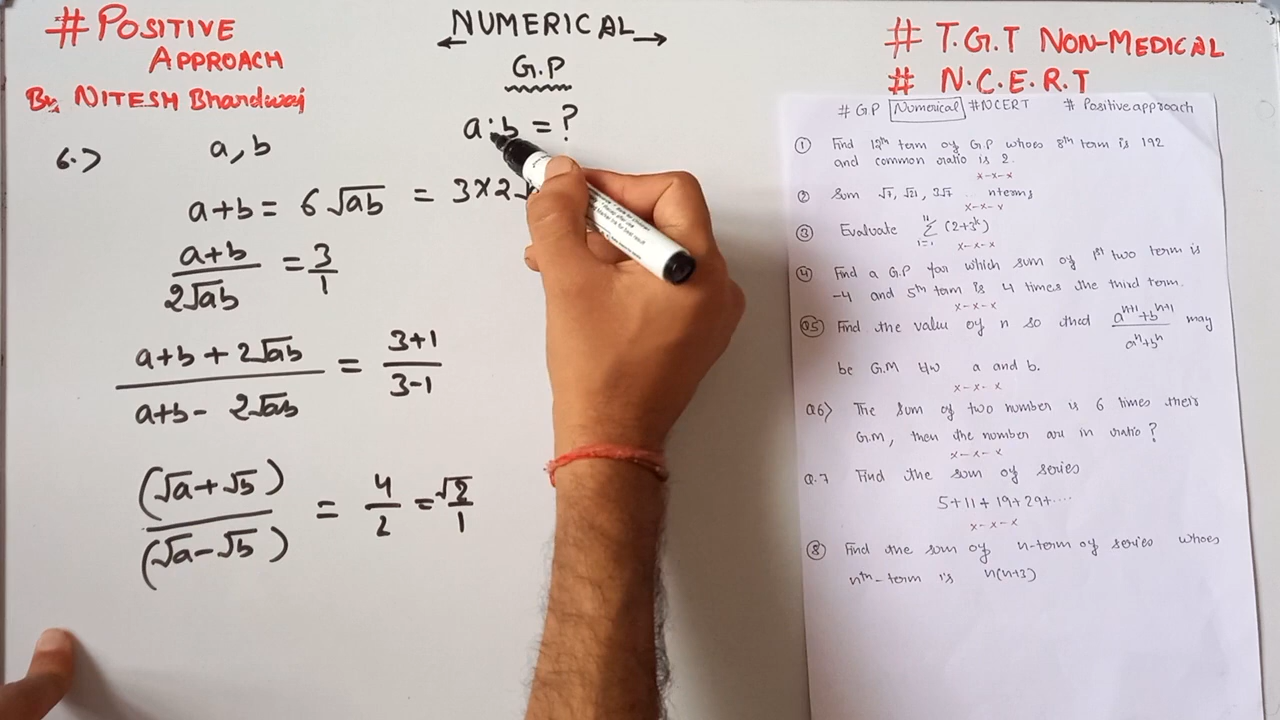 # POSITIVE
APPROACH
By NITESH Bhardwaj
NUMERICAL
G.P
a:b = ?
# T.G.T NON-MEDICAL
# N.C.E.R.T
6.>
a, b
a+b = 6√ab = 3×2√
a+b / 2√ab = 3/1
a+b + 2√ab / a+b - 2√ab = 3+1 / 3-1
(√a+√b) / (√a-√b) = 4/2 = √2/1
# G.P Numerical # NCERT # Positive approach
① Find 12th term of G.P whoes 8th term is 192
and common ratio is 2.
x-x-x
② Sum √7, √21, 3√7 n terms
x-x-x
③ Evaluate Σ (2+3^k)
x-x-x
④ Find a G.P for which sum of 1st two term is
-4 and 5th term is 4 times the third term.
x-x-x
Q5 Find the value of n so that a^n+1 + b^n+1 / a^n + b^n may
be G.M b/w a and b.
x-x-x
Q6> The sum of two number is 6 times their
G.M, then the number are in ratio ?
x-x-x
Q.7 Find the sum of series
5+11+19+29+....
x-x-x
⑧ Find the sum of n-term of series whoes
nth-term is n(n+3)